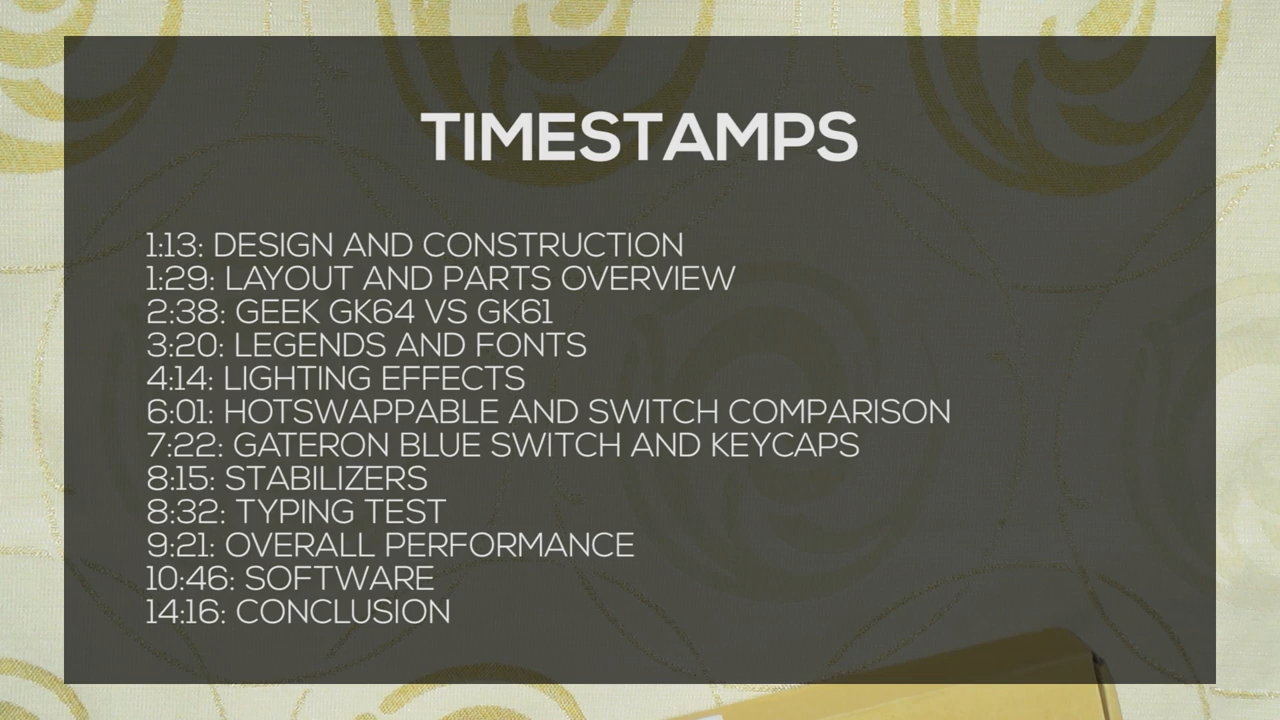 TIMESTAMPS
1:13: DESIGN AND CONSTRUCTION
1:29: LAYOUT AND PARTS OVERVIEW
2:38: GEEK GK64 VS GK61
3:20: LEGENDS AND FONTS
4:14: LIGHTING EFFECTS
6:01: HOTSWAPPABLE AND SWITCH COMPARISON
7:22: GATERON BLUE SWITCH AND KEYCAPS
8:15: STABILIZERS
8:32: TYPING TEST
9:21: OVERALL PERFORMANCE
10:46: SOFTWARE
14:16: CONCLUSION